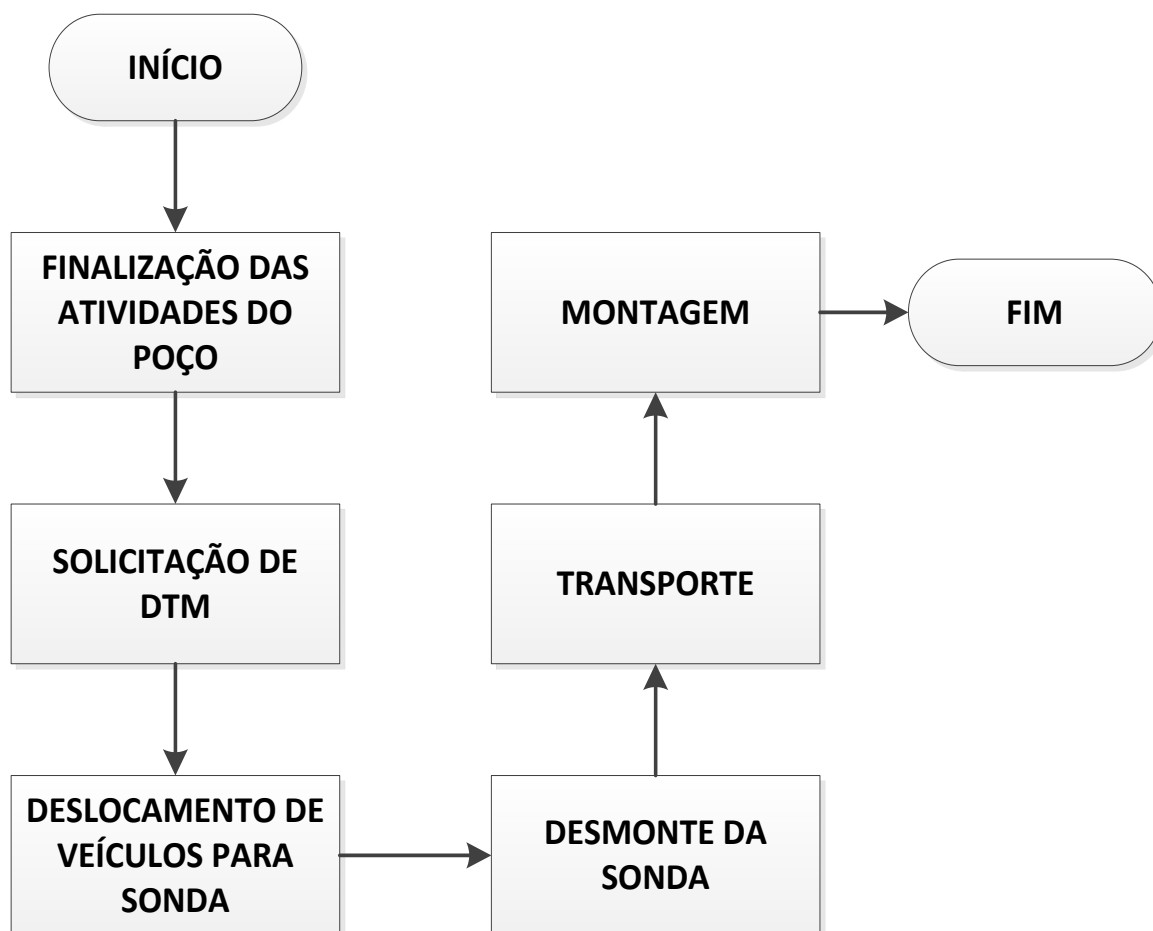 INÍCIO
FINALIZAÇÃO DAS
ATIVIDADES DO
POÇO
SOLICITAÇÃO DE
DTM
DESLOCAMENTO DE
VEÍCULOS PARA
SONDA
DESMONTE DA
SONDA
TRANSPORTE
MONTAGEM
FIM